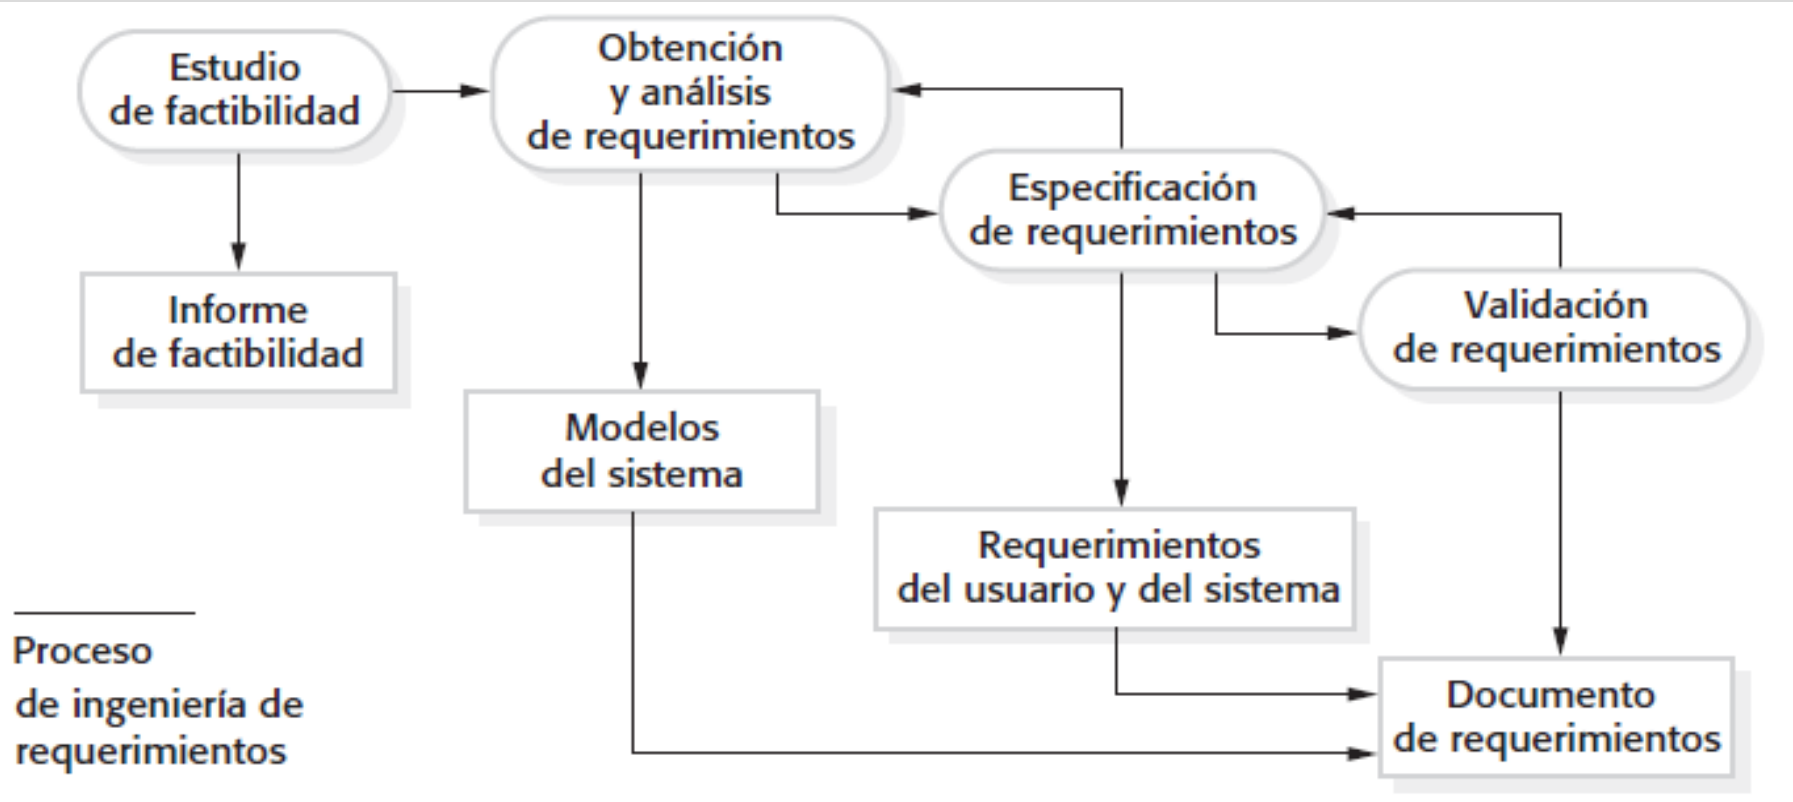 Estudio
de factibilidad
Obtención
y análisis
de requerimientos
Especificación
de requerimientos
Validación
de requerimientos
Informe
de factibilidad
Modelos
del sistema
Requerimientos
del usuario y del sistema
Documento
de requerimientos
Proceso
de ingeniería de
requerimientos